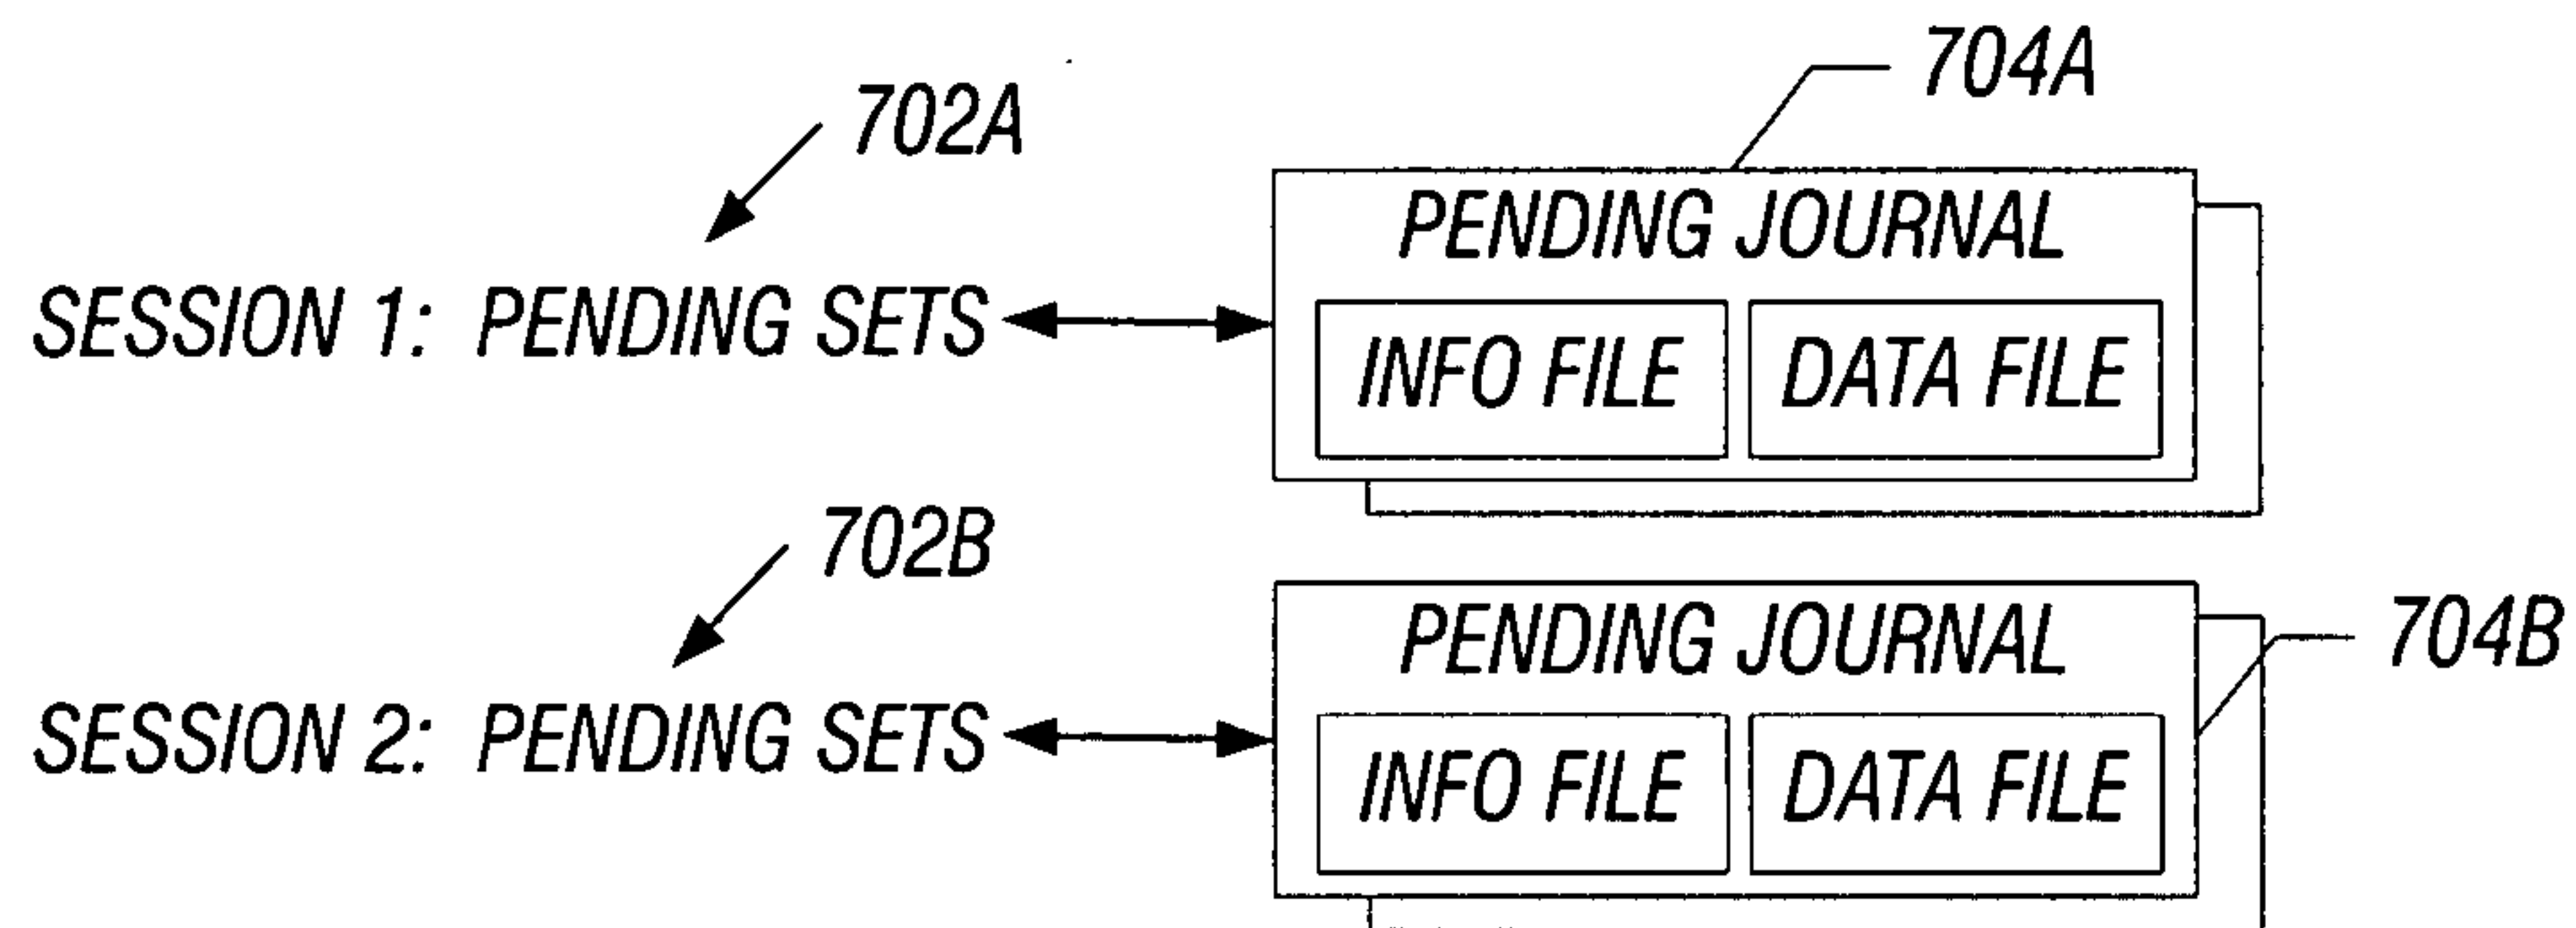 704A
702A
PENDING JOURNAL
SESSION 1: PENDING SETS
INFO FILE DATA FILE
702B
PENDING JOURNAL
704B
SESSION 2: PENDING SETS
INFO FILE DATA FILE